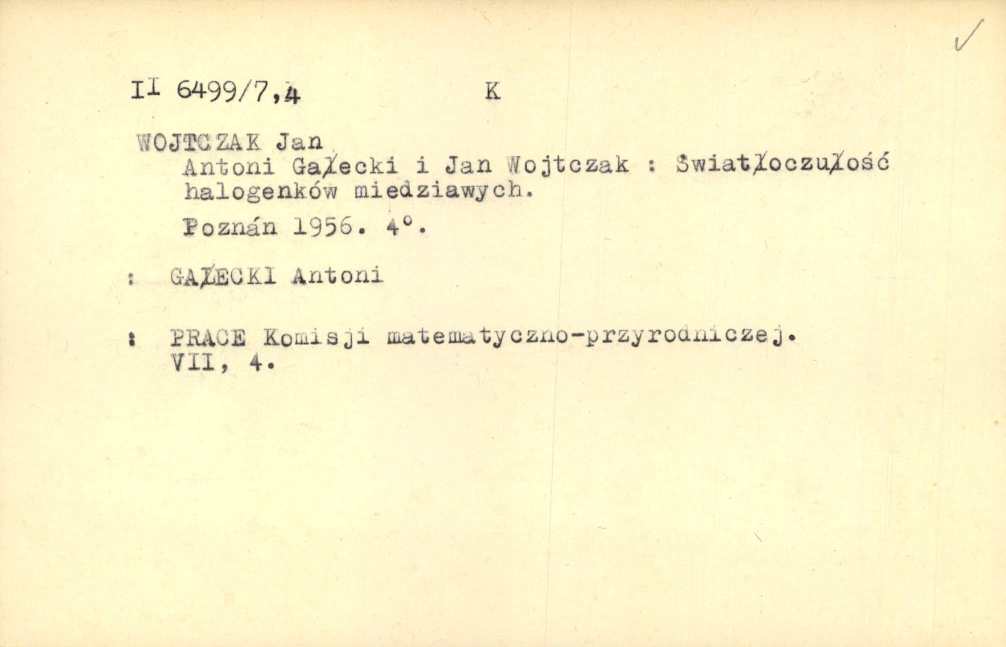 II 6499/7,4 K
WOJTCZAK Jan
Antoni Gałecki i Jan Wojtczak : Światłoczułość
halogenków miedziawych.
Poznán 1956. 4°.
: GAŁECKI Antoni
: PRACE Komisji matematyczno-przyrodniczej.
VII, 4.